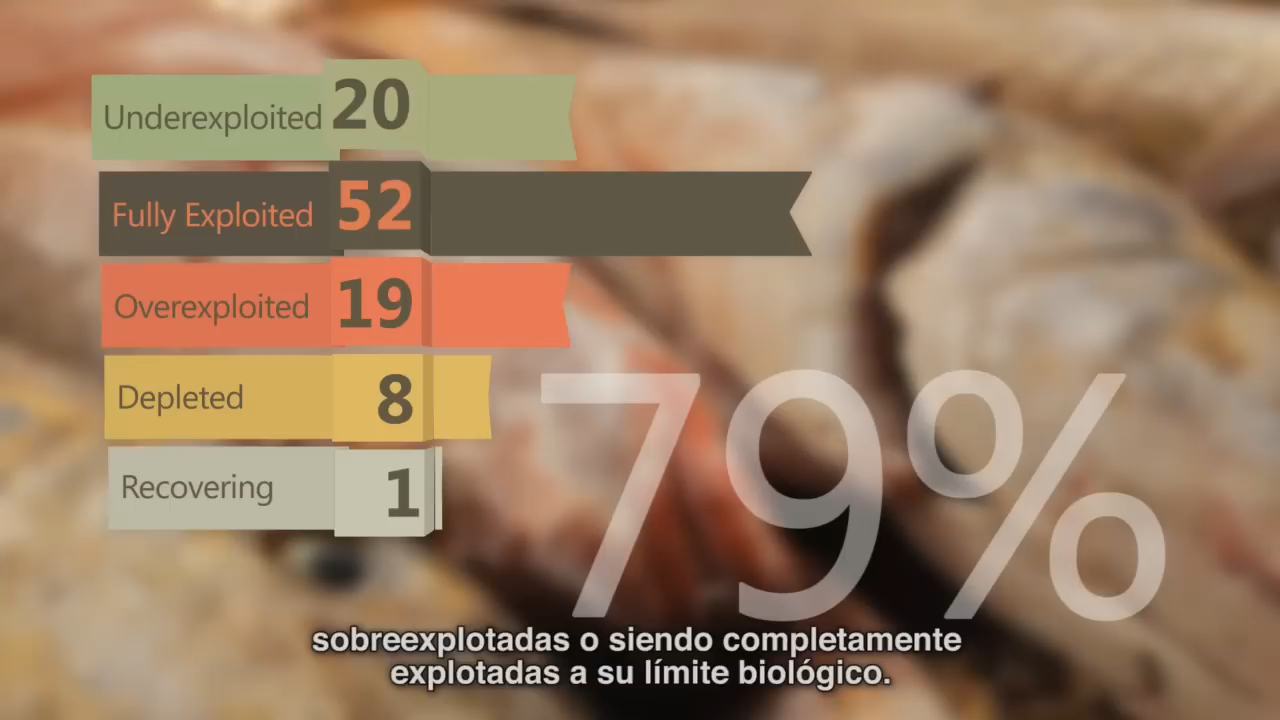 Underexploited 20
Fully Exploited 52
Overexploited 19
Depleted 8
Recovering 1
79%
sobreexplotadas o siendo completamente
explotadas a su límite biológico.